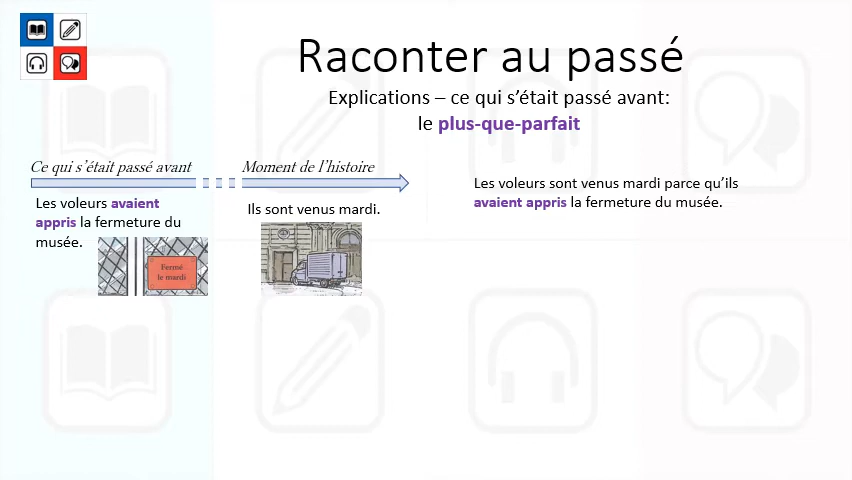 Raconter au passé
Explications – ce qui s'était passé avant:
le plus-que-parfait
Ce qui s'était passé avant
Moment de l'histoire
Les voleurs avaient
appris la fermeture du
musée.
Fermé
le mardi
Ils sont venus mardi.
Les voleurs sont venus mardi parce qu'ils
avaient appris la fermeture du musée.